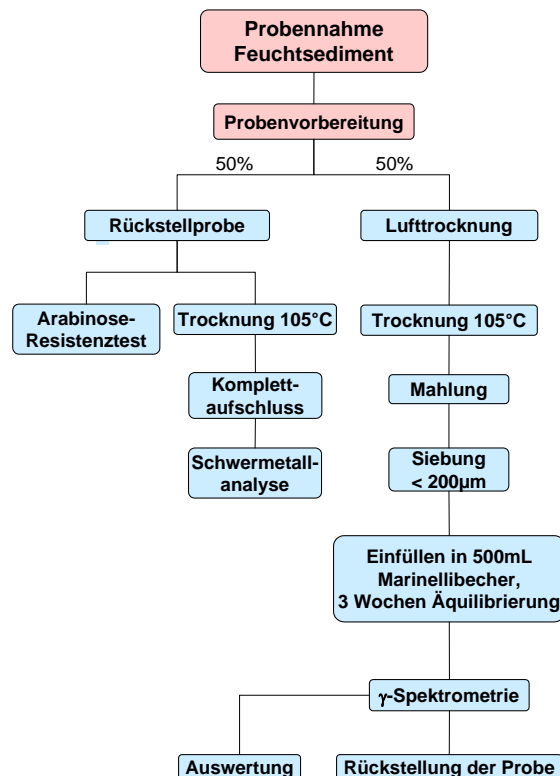 Probennahme
Feuchtsediment
Probenvorbereitung
50%
50%
Rückstellprobe
Lufttrocknung
Arabinose-
Resistenztest
Trocknung 105°C
Trocknung 105°C
Komplett-
aufschluss
Mahlung
Schwermetall-
analyse
Siebung
< 200µm
Einfüllen in 500mL
Marinellibecher,
3 Wochen Äquilibrierung
γ-Spektrometrie
Auswertung
Rückstellung der Probe